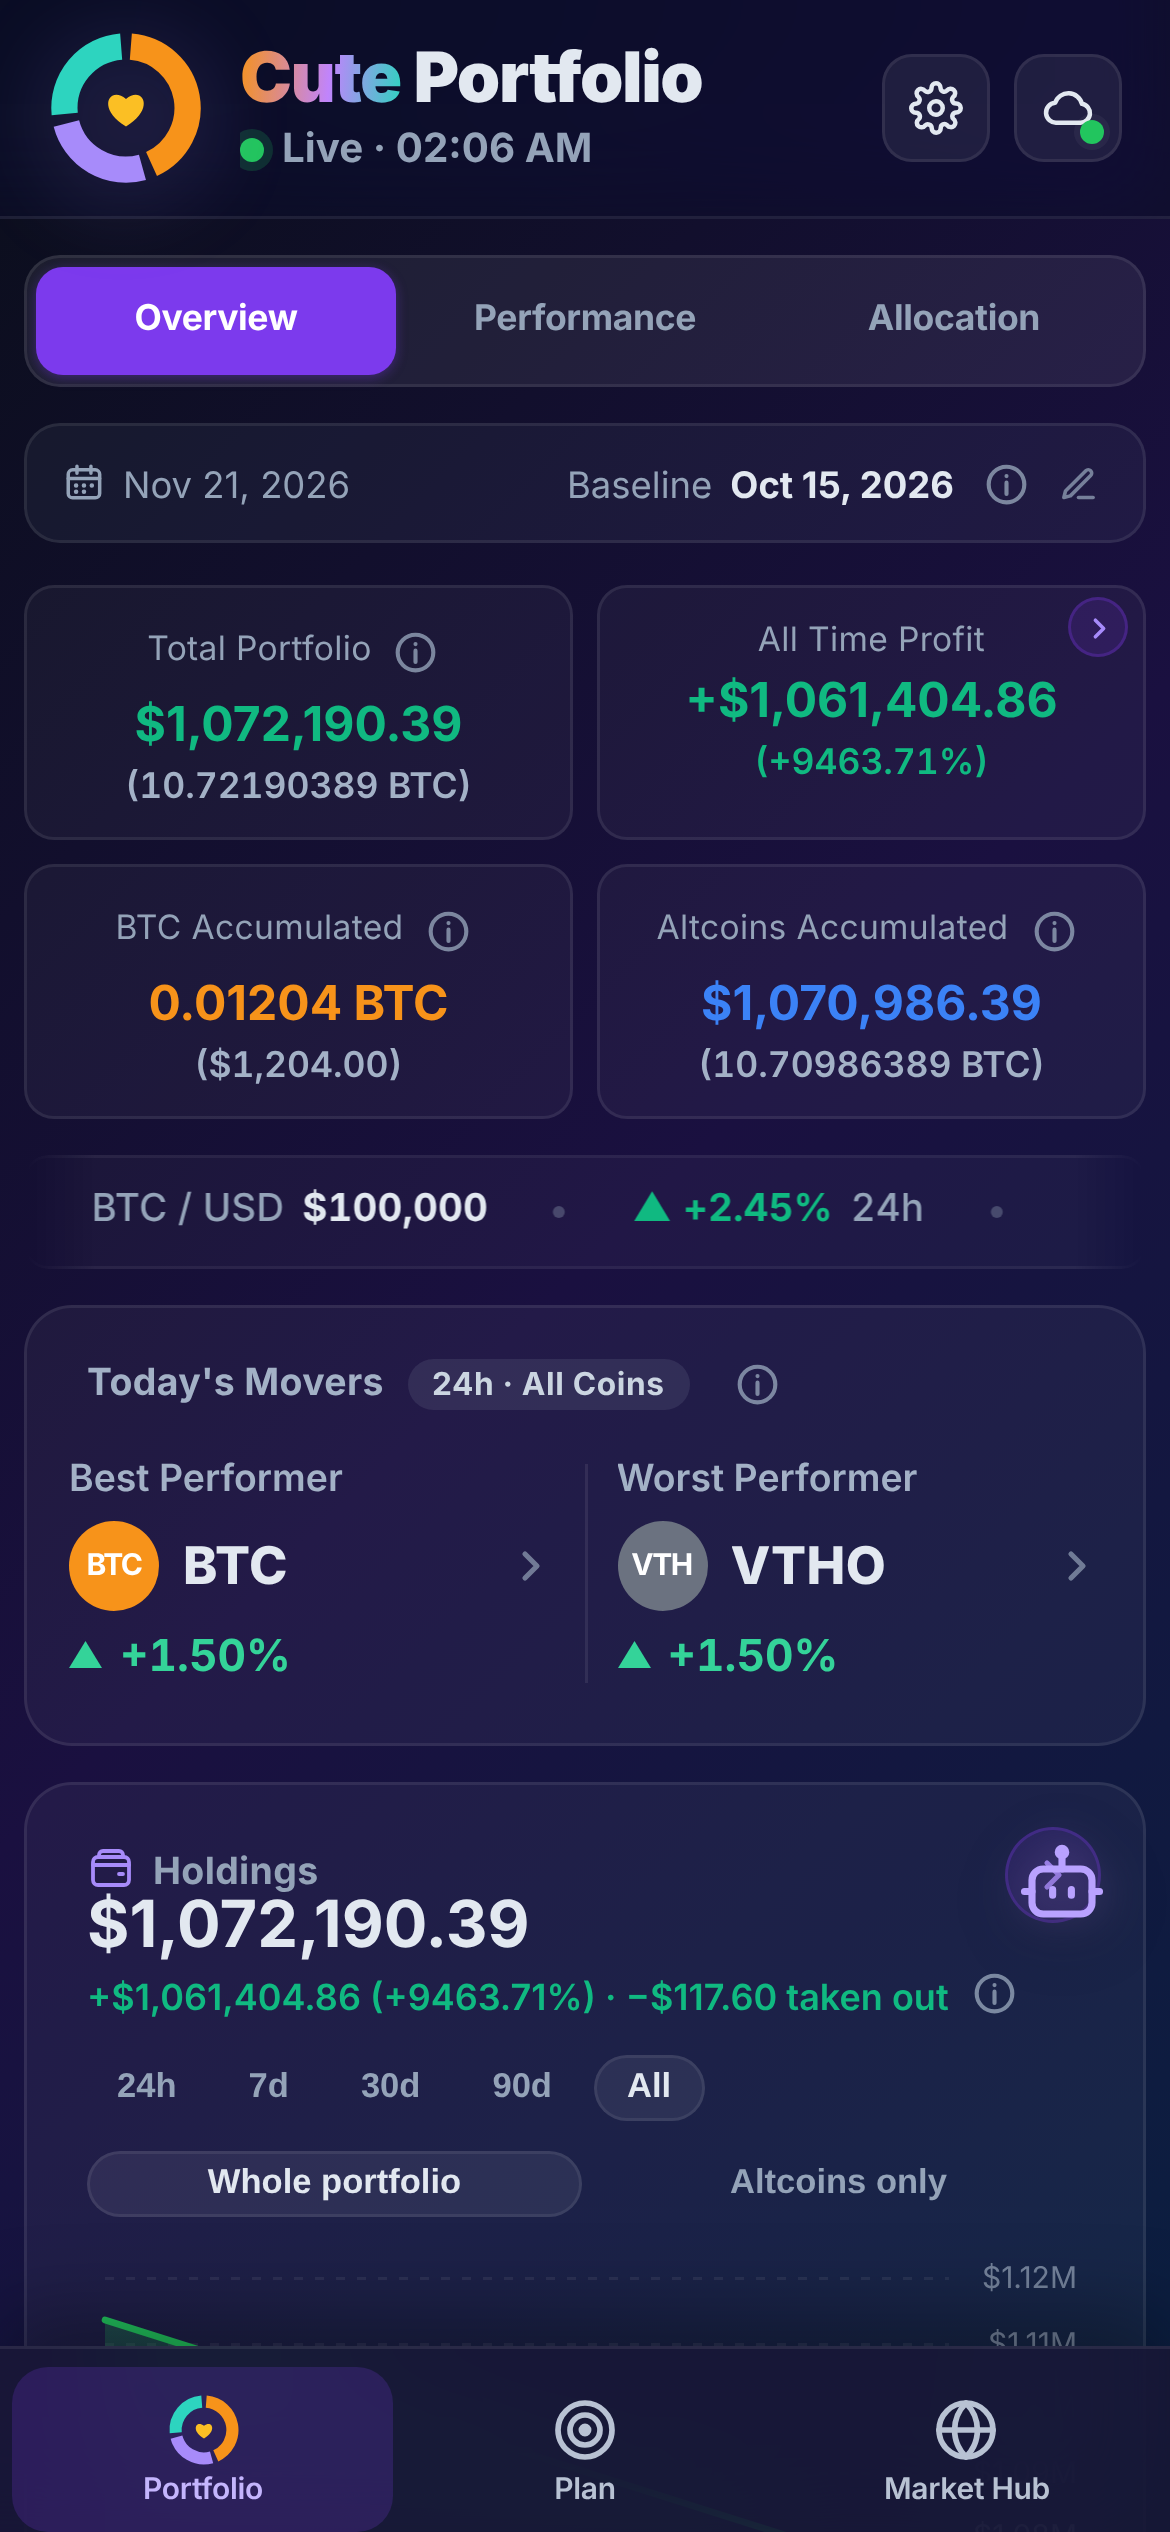 Cute Portfolio
Live · 02:06 AM
Overview Performance Allocation
Nov 21, 2026 Baseline Oct 15, 2026
Total Portfolio
$1,072,190.39
(10.72190389 BTC)
All Time Profit
+$1,061,404.86
(+9463.71%)
BTC Accumulated
0.01204 BTC
($1,204.00)
Altcoins Accumulated
$1,070,986.39
(10.70986389 BTC)
BTC / USD $100,000 • ▲ +2.45% 24h •
Today's Movers 24h · All Coins
Best Performer
BTC BTC
▲ +1.50%
Worst Performer
VTH VTHO
▲ +1.50%
Holdings
$1,072,190.39
+$1,061,404.86 (+9463.71%) · −$117.60 taken out
24h 7d 30d 90d All
Whole portfolio Altcoins only
$1.12M
$1.11M
Portfolio Plan Market Hub